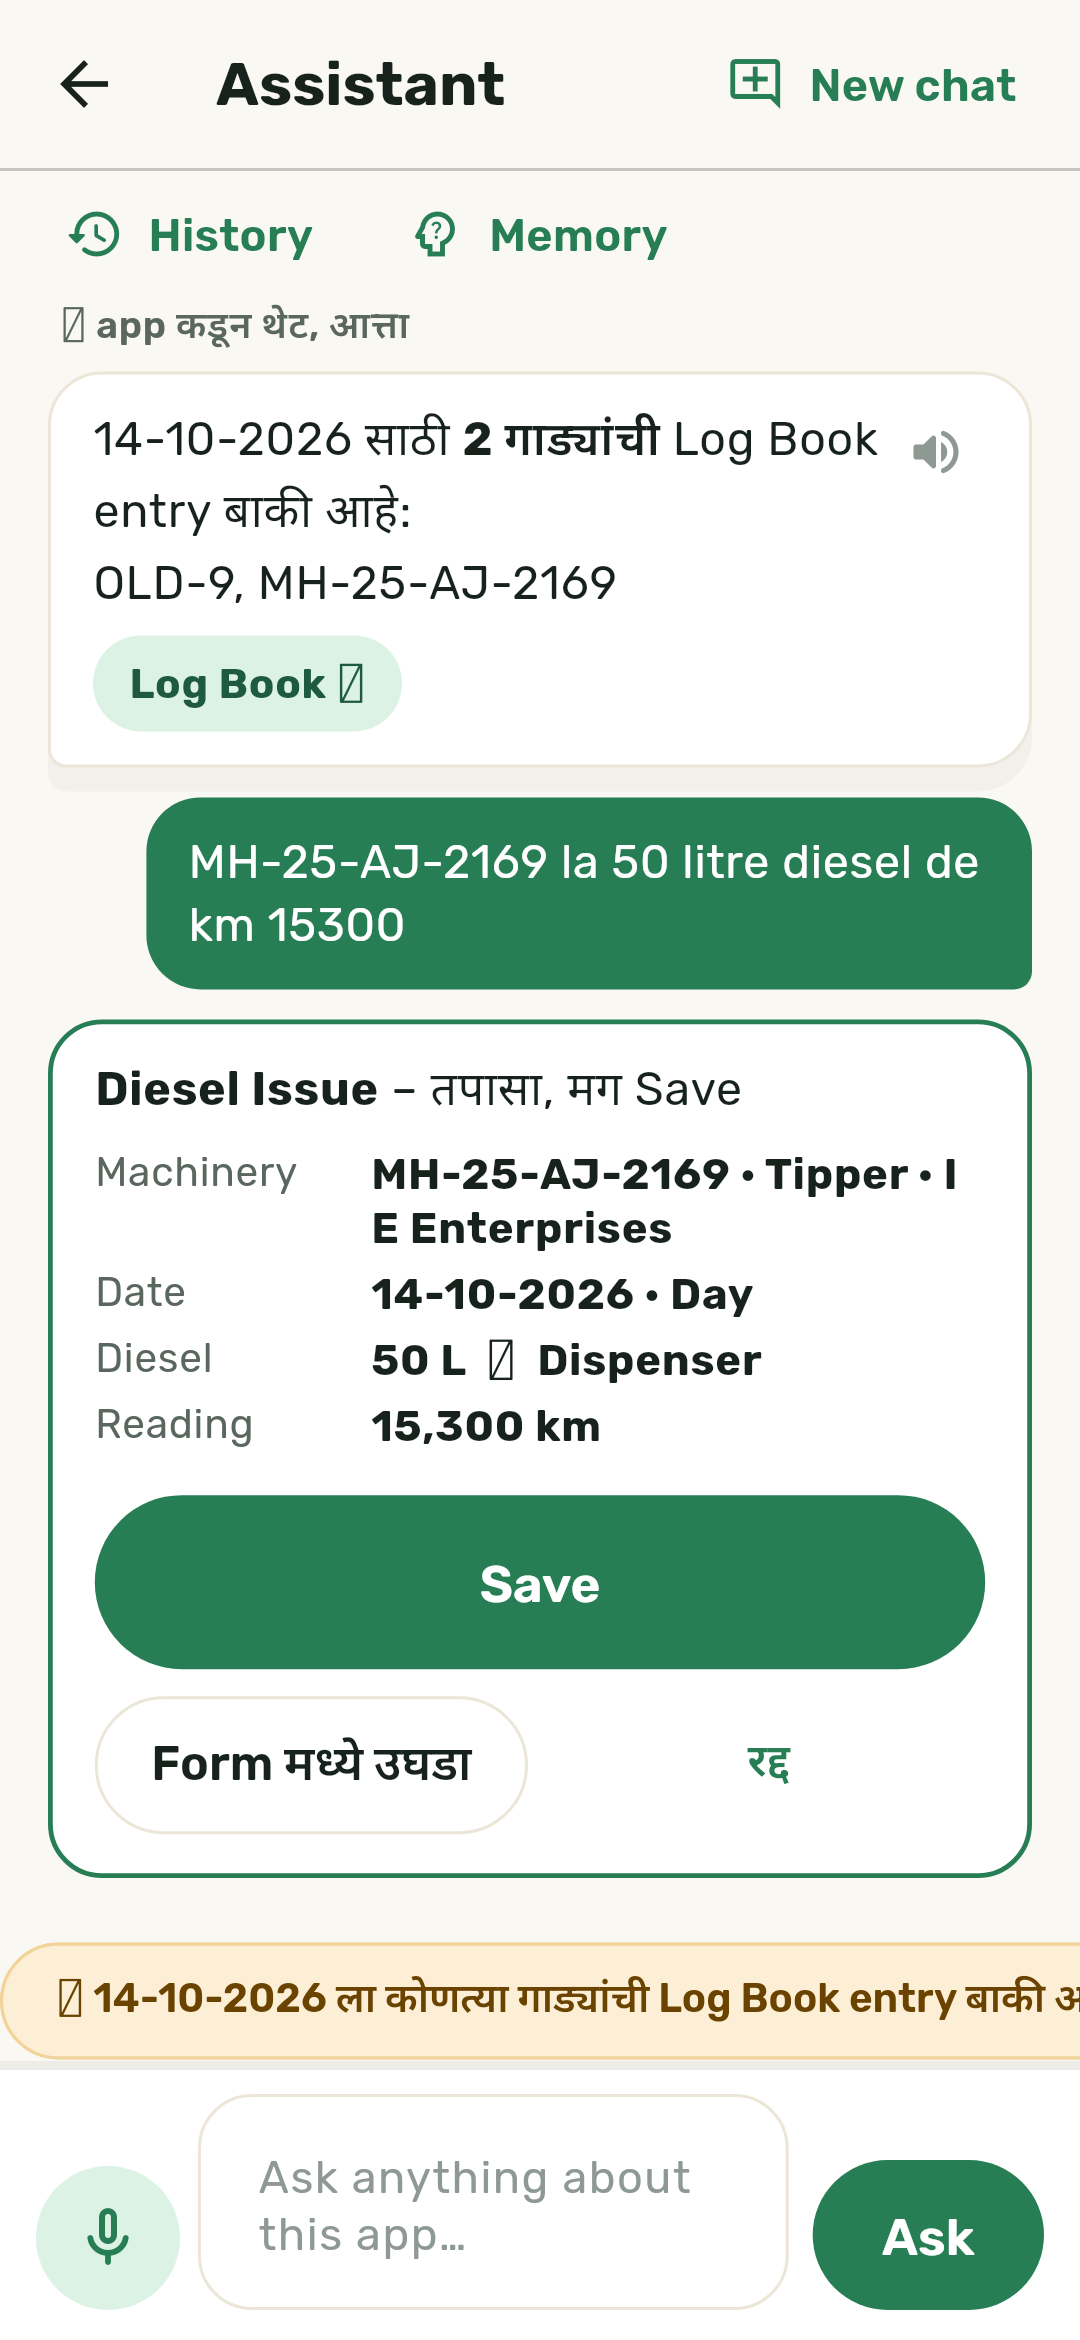 Assistant
New chat
History
Memory
app कडून थेट, आत्ता
14-10-2026 साठी 2 गाड्यांची Log Book
entry बाकी आहे:
OLD-9, MH-25-AJ-2169
Log Book
MH-25-AJ-2169 la 50 litre diesel de
km 15300
Diesel Issue – तपासा, मग Save
Machinery
MH-25-AJ-2169 • Tipper • I
E Enterprises
Date
14-10-2026 • Day
Diesel
50 L Dispenser
Reading
15,300 km
Save
Form मध्ये उघडा
रद्द
14-10-2026 ला कोणत्या गाड्यांची Log Book entry बाकी
Ask anything about
this app…
Ask